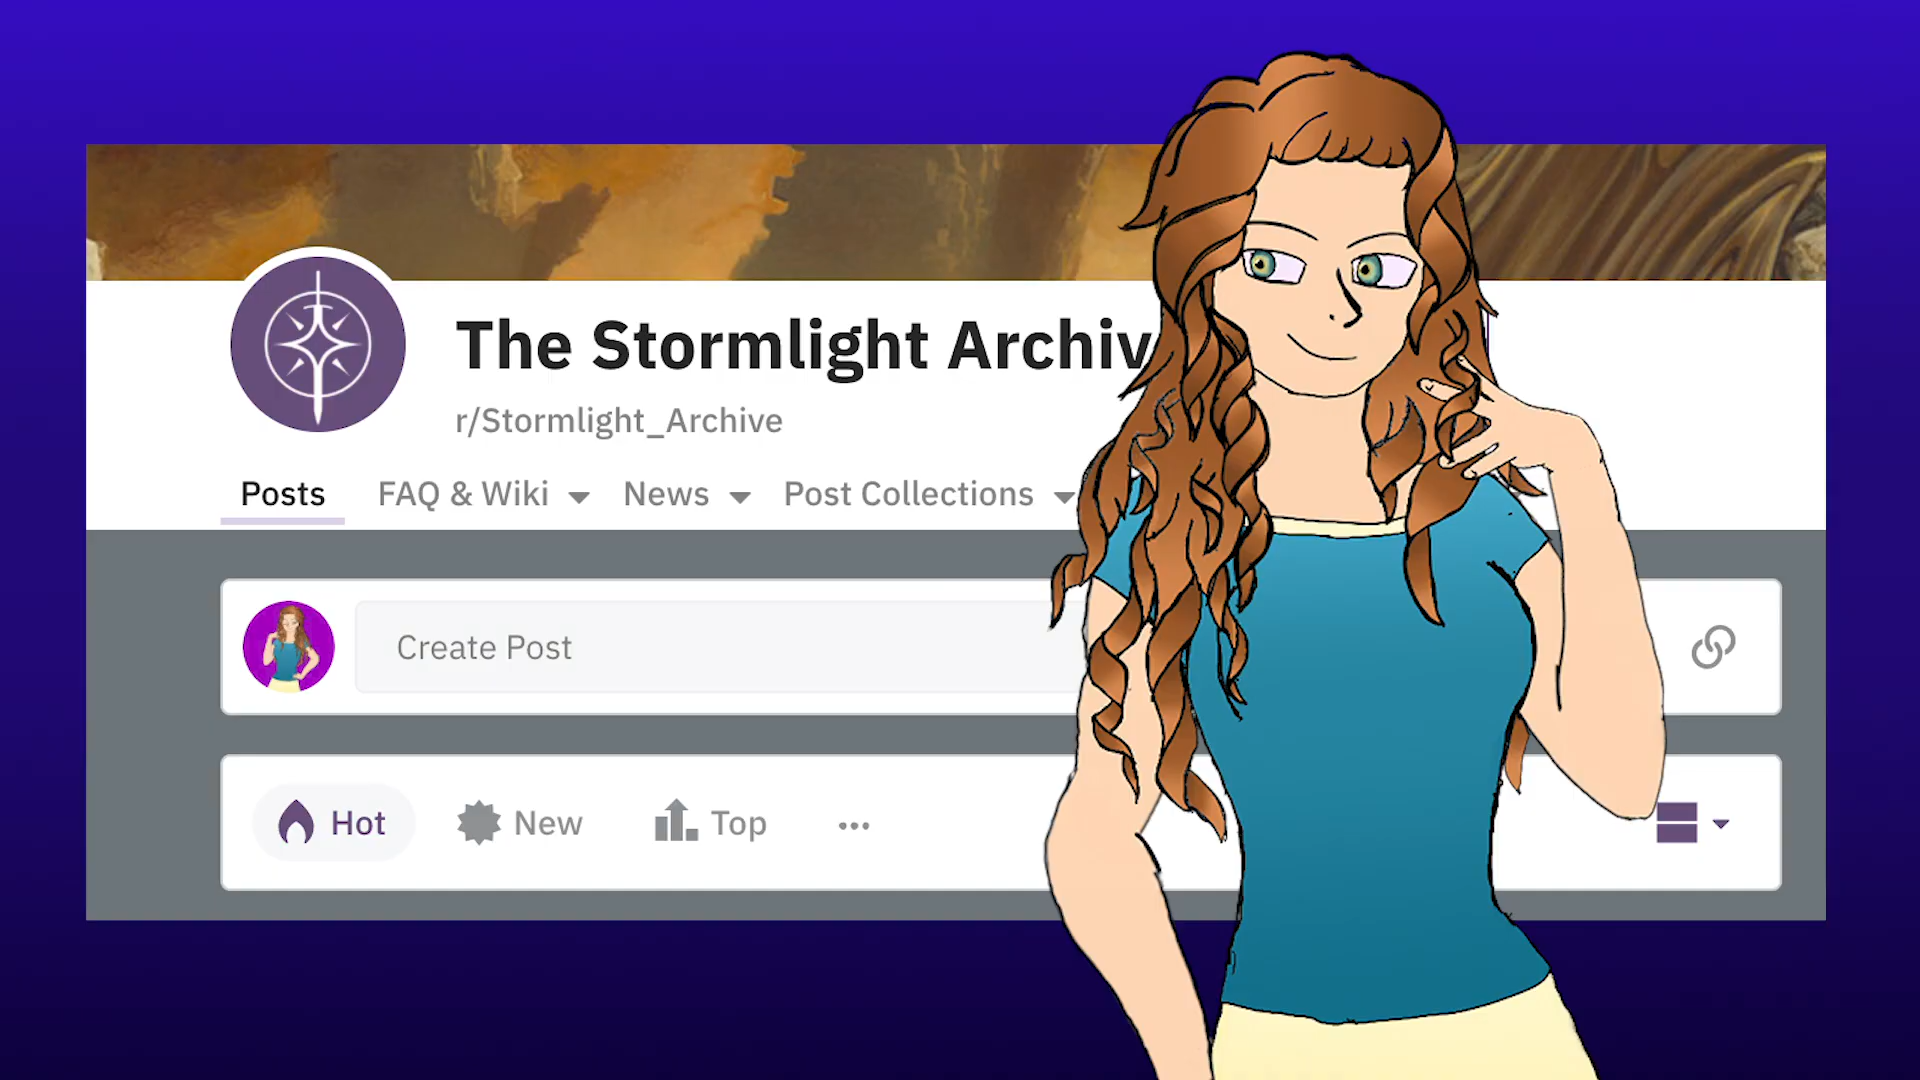 The Stormlight Archiv
r/Stormlight_Archive
Posts FAQ & Wiki News Post Collections
Create Post
Hot New Top ...